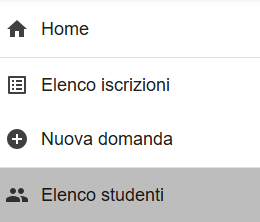 Home
Elenco iscrizioni
Nuova domanda
Elenco studenti